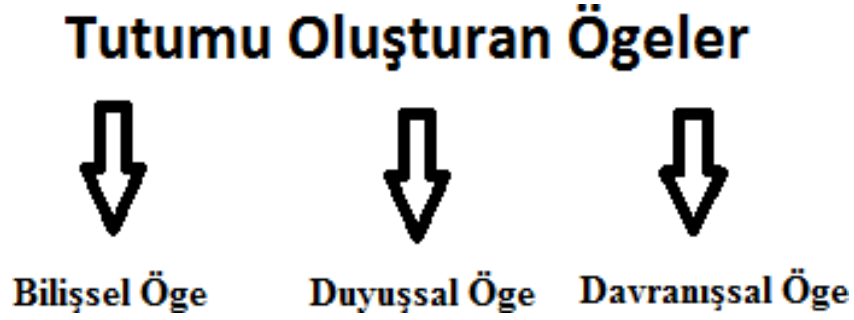 Tutumu Oluşturan Ögeler
Bilişsel Öge Duyuşsal Öge Davranışsal Öge